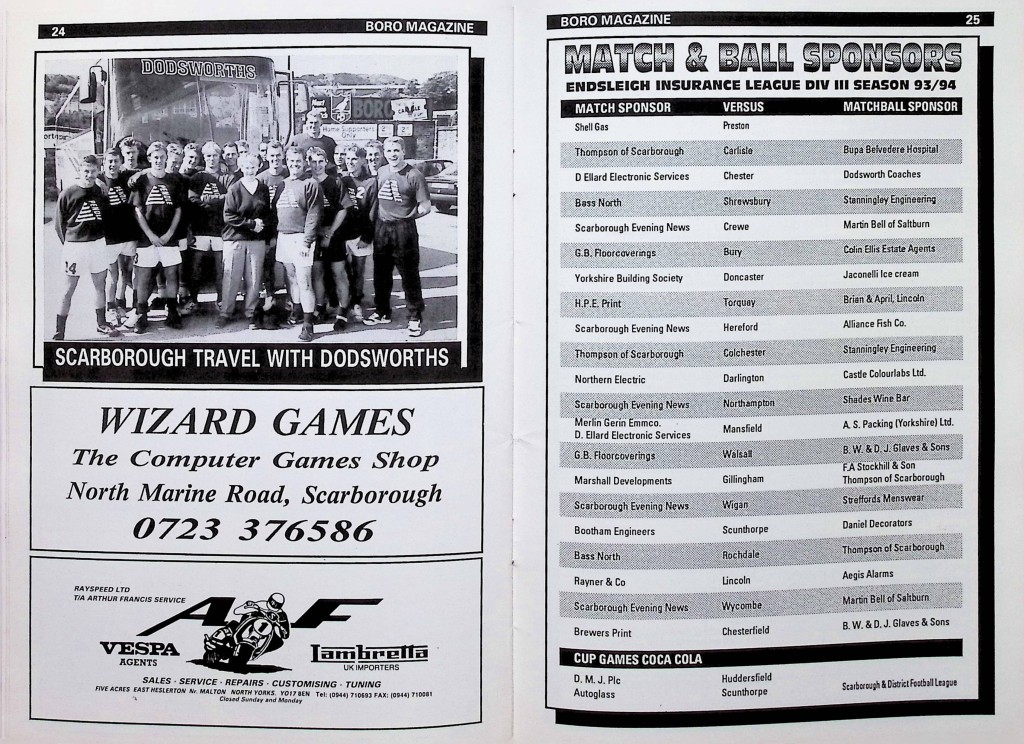 24
BORO MAGAZINE
DODSWORTHS
BORO
CARLISLE
Home Supporters
Only
24
SCARBOROUGH TRAVEL WITH DODSWORTHS
WIZARD GAMES
The Computer Games Shop
North Marine Road, Scarborough
0723 376586
RAYSPEED LTD
T/A ARTHUR FRANCIS SERVICE
AF
VESPA
AGENTS
Lambretta
UK IMPORTERS
SALES · SERVICE · REPAIRS · CUSTOMISING · TUNING
FIVE ACRES EAST HESLERTON Nr. MALTON NORTH YORKS. YO17 8EN Tel: (0944) 710693 FAX: (0944) 710081
Closed Sunday and Monday
BORO MAGAZINE
25
MATCH & BALL SPONSORS
ENDSLEIGH INSURANCE LEAGUE DIV III SEASON 93/94
MATCH SPONSOR VERSUS MATCHBALL SPONSOR
Shell Gas Preston
Thompson of Scarborough Carlisle Bupa Belvedere Hospital
D Ellard Electronic Services Chester Dodsworth Coaches
Bass North Shrewsbury Stanningley Engineering
Scarborough Evening News Crewe Martin Bell of Saltburn
G.B. Floorcoverings Bury Colin Ellis Estate Agents
Yorkshire Building Society Doncaster Jaconelli Ice cream
H.P.E. Print Torquay Brian & April, Lincoln
Scarborough Evening News Hereford Alliance Fish Co.
Thompson of Scarborough Colchester Stanningley Engineering
Northern Electric Darlington Castle Colourlabs Ltd.
Scarborough Evening News Northampton Shades Wine Bar
Merlin Gerin Emmco.
D. Ellard Electronic Services Mansfield A. S. Packing (Yorkshire) Ltd.
G.B. Floorcoverings Walsall B. W. & D. J. Glaves & Sons
Marshall Developments Gillingham F.A Stockhill & Son
Thompson of Scarborough
Scarborough Evening News Wigan Streffords Menswear
Bootham Engineers Scunthorpe Daniel Decorators
Bass North Rochdale Thompson of Scarborough
Rayner & Co Lincoln Aegis Alarms
Scarborough Evening News Wycombe Martin Bell of Saltburn
Brewers Print Chesterfield B. W. & D. J. Glaves & Sons
CUP GAMES COCA COLA
D. M. J. Plc Huddersfield
Autoglass Scunthorpe Scarborough & District Football League